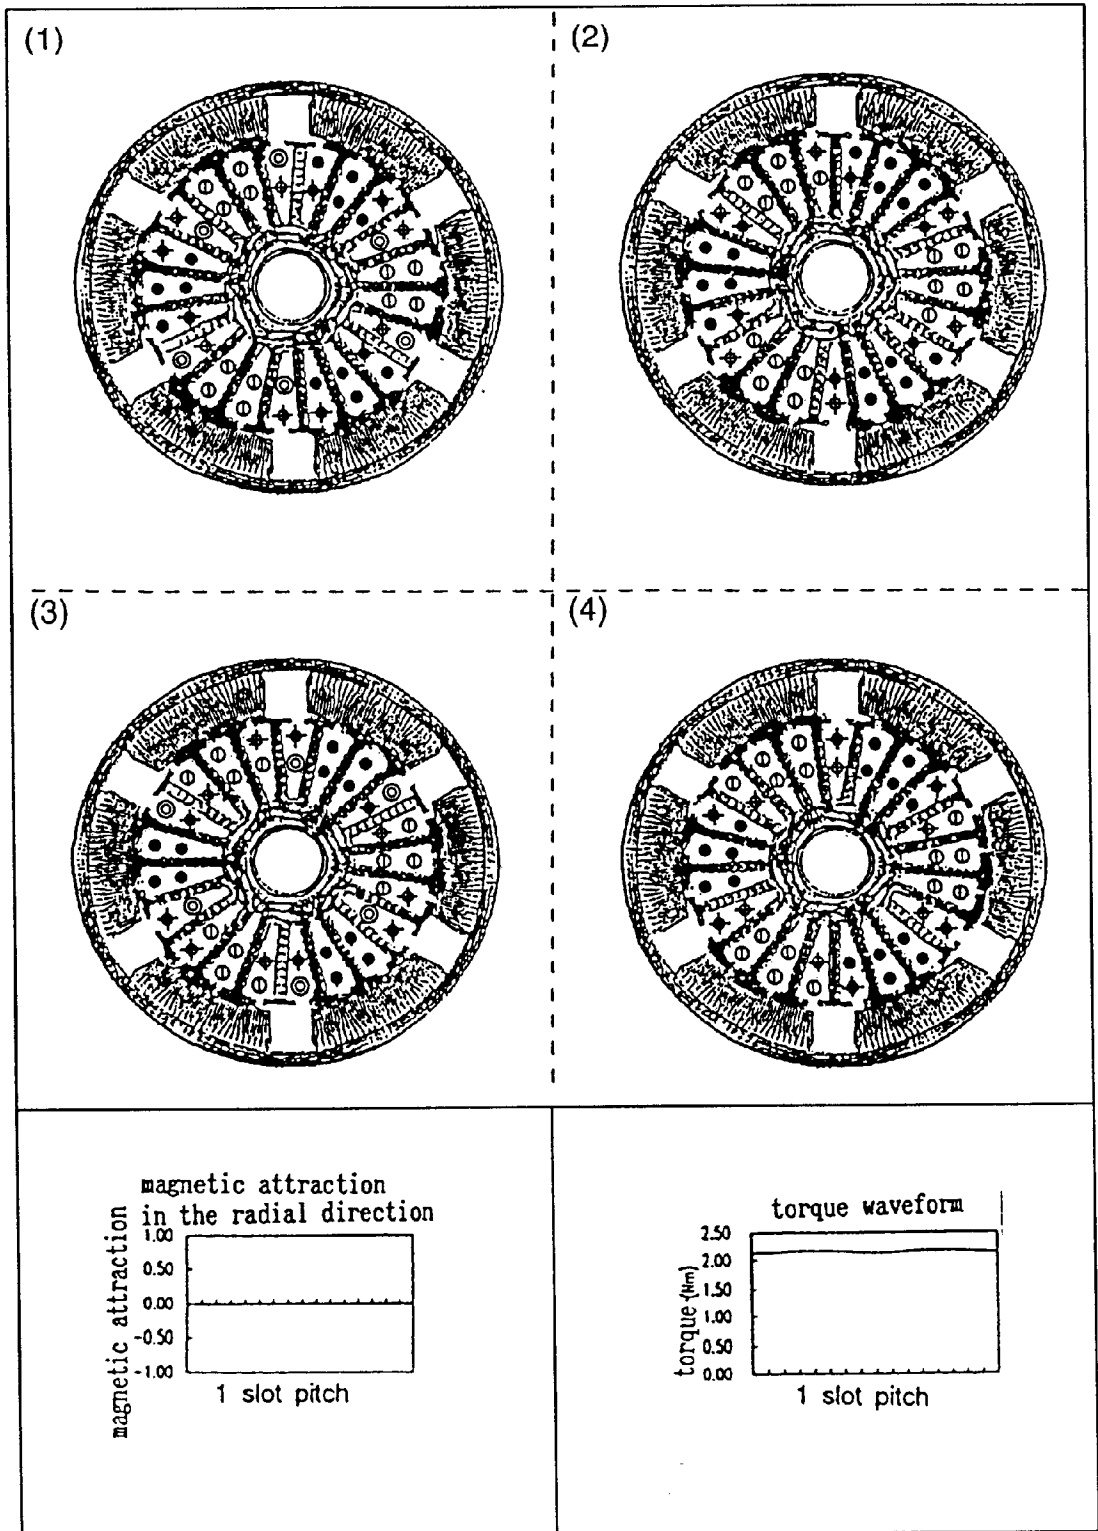 (1)
(2)
(3)
(4)
magnetic attraction
in the radial direction
magnetic attraction
1.00
0.50
0.00
-0.50
-1.00
1 slot pitch
torque waveform
torque (Nm)
2.50
2.00
1.50
1.00
0.50
0.00
1 slot pitch